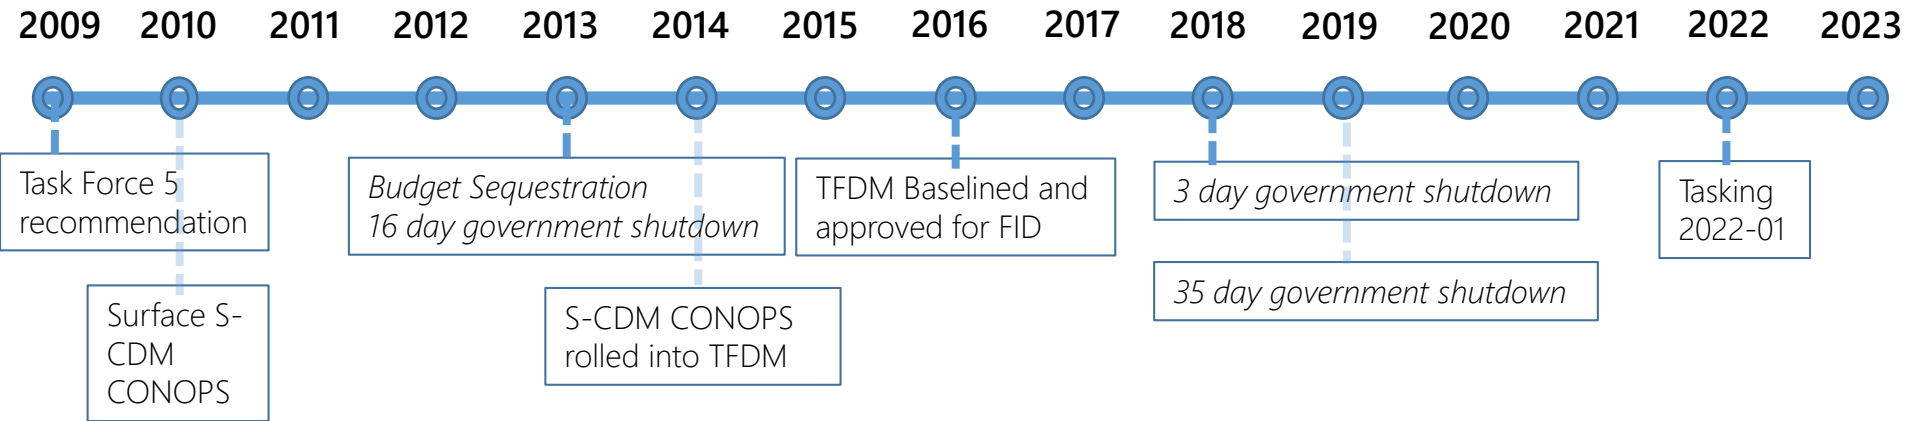 2009 2010 2011 2012 2013 2014 2015 2016 2017 2018 2019 2020 2021 2022 2023
Task Force 5
recommendation
Surface S-
CDM
CONOPS
Budget Sequestration
16 day government shutdown
S-CDM CONOPS
rolled into TFDM
TFDM Baselined and
approved for FID
3 day government shutdown
35 day government shutdown
Tasking
2022-01